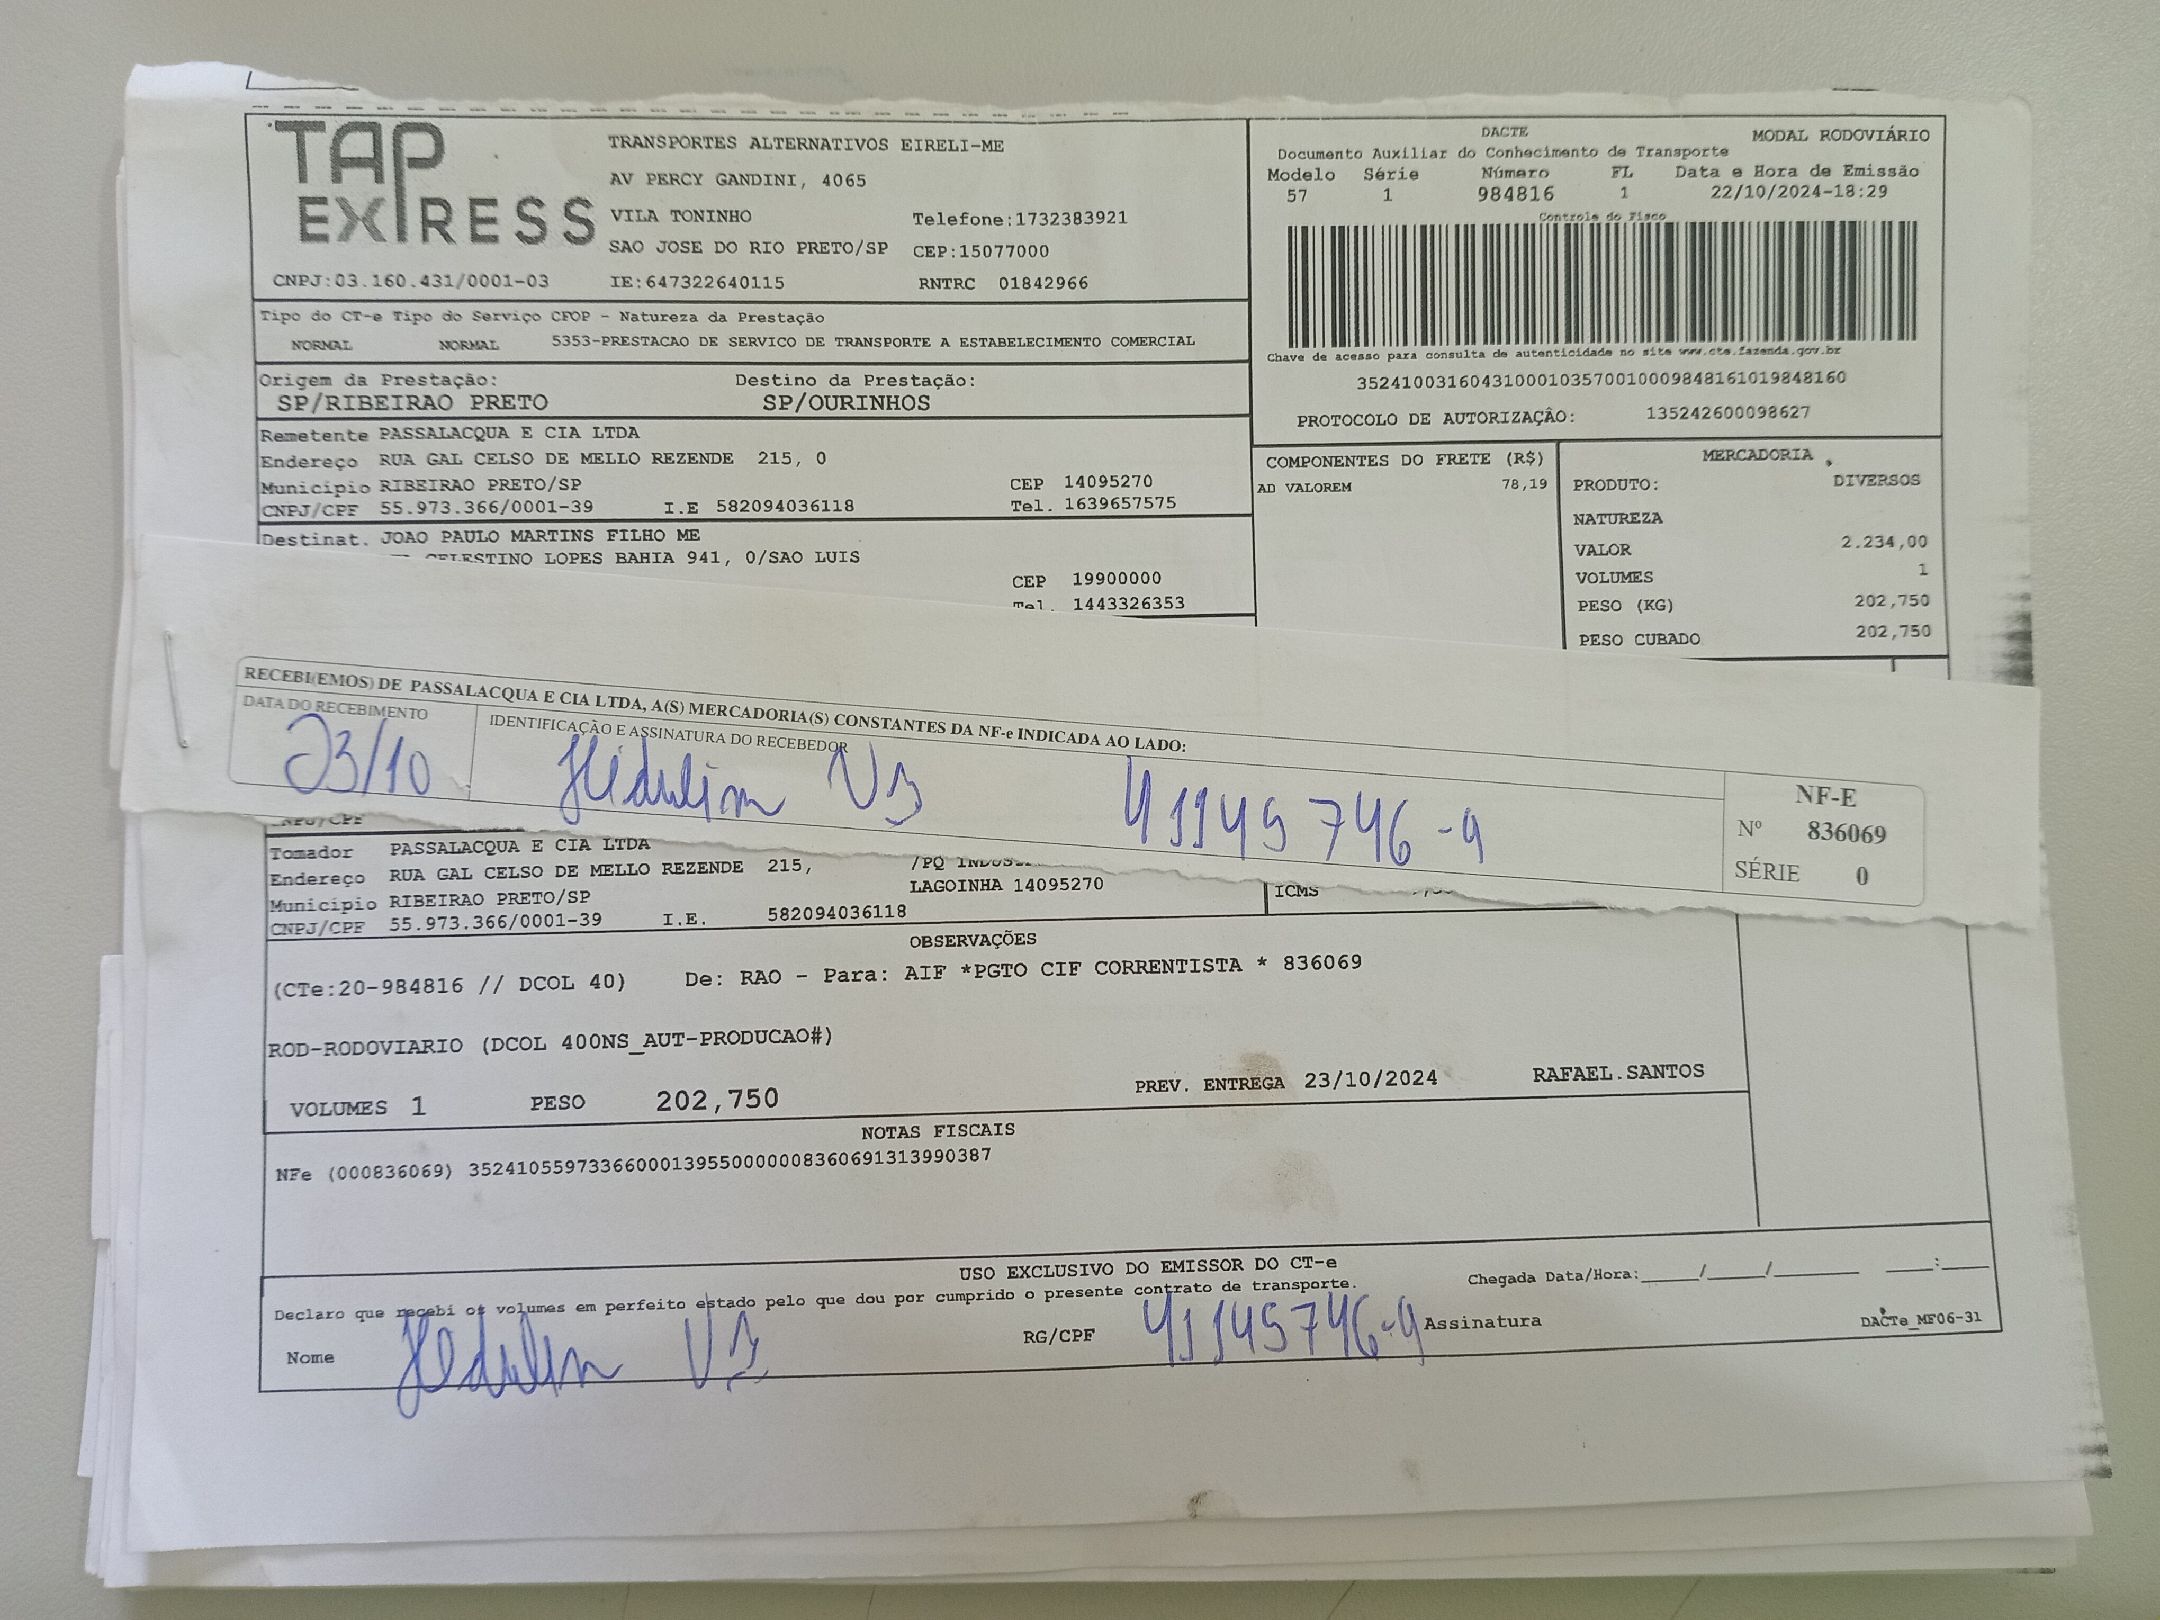 TAP EXPRESS
TRANSPORTES ALTERNATIVOS EIRELI-ME
AV PERCY GANDINI, 4065
VILA TONINHO Telefone:1732383921
SAO JOSE DO RIO PRETO/SP CEP:15077000
CNPJ:03.160.431/0001-03 IE:647322640115 RNTRC 01842966
DACTE MODAL RODOVIÁRIO
Documento Auxiliar do Conhecimento de Transporte
Modelo Série Número FL Data e Hora de Emissão
57 1 984816 1 22/10/2024-18:29
Controle do Fisco
Chave de acesso para consulta de autenticidade no site www.cte.fazenda.gov.br
35241003160431000103570010009848161019848160
PROTOCOLO DE AUTORIZAÇÃO: 135242600098627
Tipo do CT-e Tipo do Serviço CFOP - Natureza da Prestação
NORMAL NORMAL 5353-PRESTACAO DE SERVICO DE TRANSPORTE A ESTABELECIMENTO COMERCIAL
Origem da Prestação: Destino da Prestação:
SP/RIBEIRAO PRETO SP/OURINHOS
Remetente PASSALACQUA E CIA LTDA
Endereço RUA GAL CELSO DE MELLO REZENDE 215, 0
Município RIBEIRAO PRETO/SP CEP 14095270
CNPJ/CPF 55.973.366/0001-39 I.E 582094036118 Tel. 1639657575
Destinat. JOAO PAULO MARTINS FILHO ME
CELESTINO LOPES BAHIA 941, 0/SAO LUIS
CEP 19900000
Tel. 1443326353
COMPONENTES DO FRETE (R$)
AD VALOREM 78,19
MERCADORIA
PRODUTO: DIVERSOS
NATUREZA
VALOR 2.234,00
VOLUMES 1
PESO (KG) 202,750
PESO CUBADO 202,750
RECEBI(EMOS) DE PASSALACQUA E CIA LTDA, A(S) MERCADORIA(S) CONSTANTES DA NF-e INDICADA AO LADO:
DATA DO RECEBIMENTO IDENTIFICAÇÃO E ASSINATURA DO RECEBEDOR
23/10 41145746-9
NF-E
Nº 836069
SÉRIE 0
CNPJ/CPF
Tomador PASSALACQUA E CIA LTDA
Endereço RUA GAL CELSO DE MELLO REZENDE 215, /PQ
Município RIBEIRAO PRETO/SP LAGOINHA 14095270
CNPJ/CPF 55.973.366/0001-39 I.E. 582094036118
ICMS
OBSERVAÇÕES
(CTe:20-984816 // DCOL 40) De: RAO - Para: AIF *PGTO CIF CORRENTISTA * 836069
ROD-RODOVIARIO (DCOL 400NS_AUT-PRODUCAO#)
VOLUMES 1 PESO 202,750 PREV. ENTREGA 23/10/2024 RAFAEL.SANTOS
NOTAS FISCAIS
NFe (000836069) 35241055973366000139550000008360691313990387
USO EXCLUSIVO DO EMISSOR DO CT-e
Declaro que recebi os volumes em perfeito estado pelo que dou por cumprido o presente contrato de transporte. Chegada Data/Hora:_____/_____/_______ ____:____
Nome RG/CPF 41145746-9 Assinatura DACTe_MF06-31